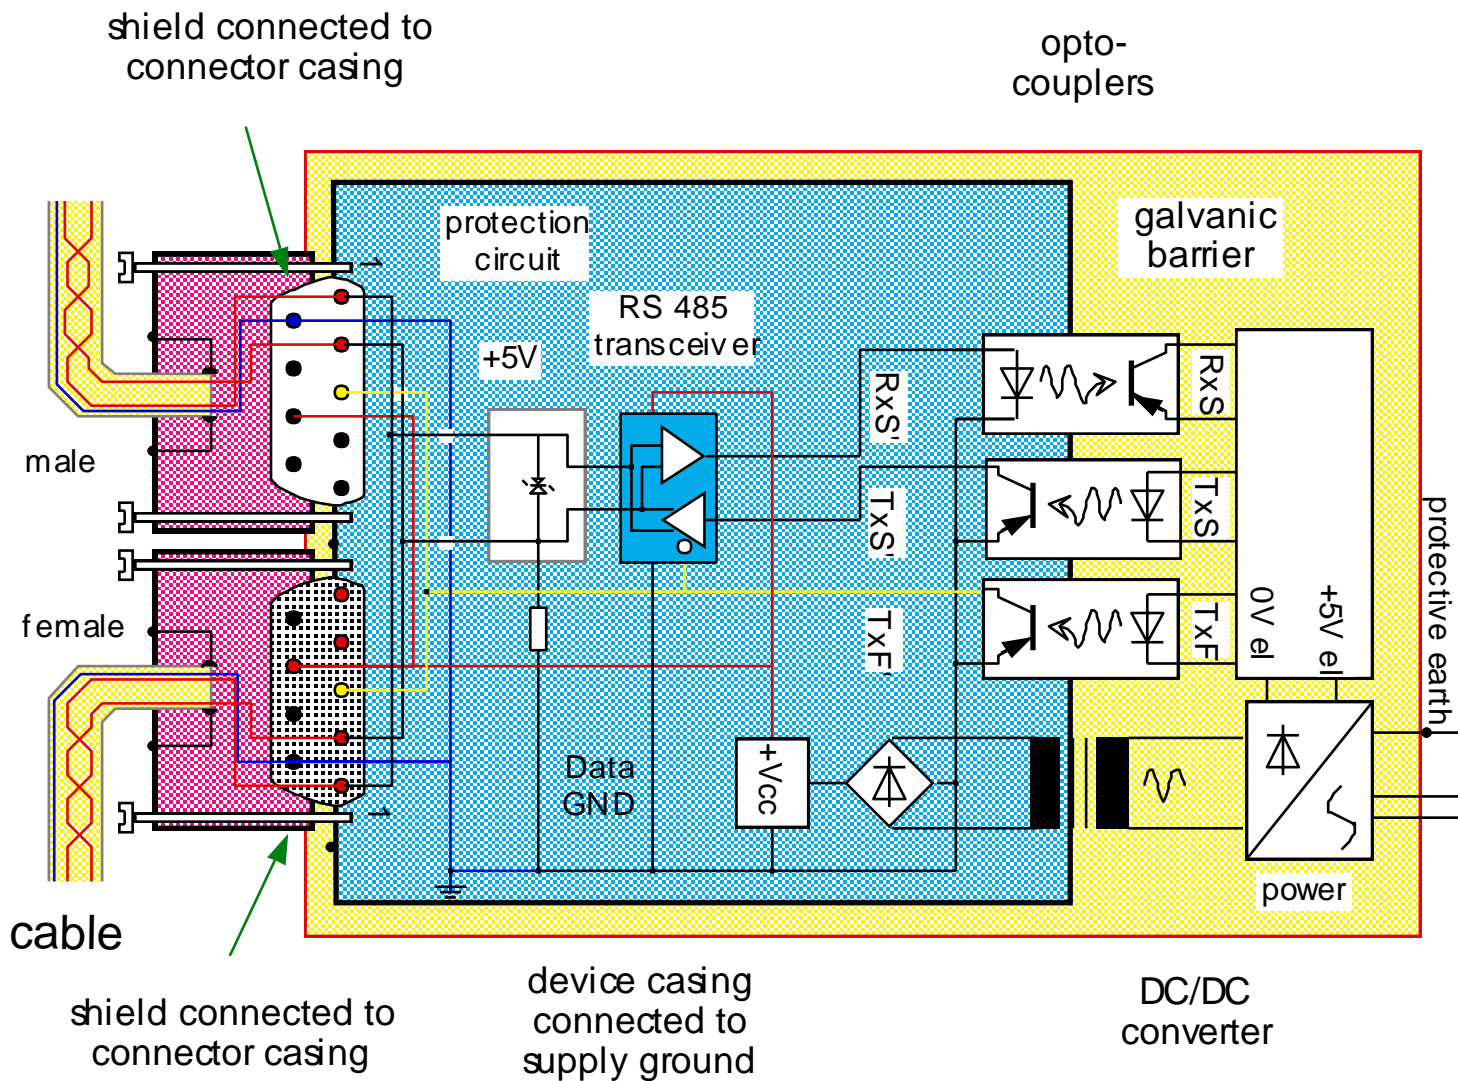 shield connected to
connector casing
opto-
couplers
protection
circuit
galvanic
barrier
RS 485
transceiver
+5V
RxS'
RxS
male
TxS'
TxS
protective earth
female
TxF'
TxF
0V el
+5V el
Data
GND
+Vcc
power
cable
shield connected to
connector casing
device casing
connected to
supply ground
DC/DC
converter